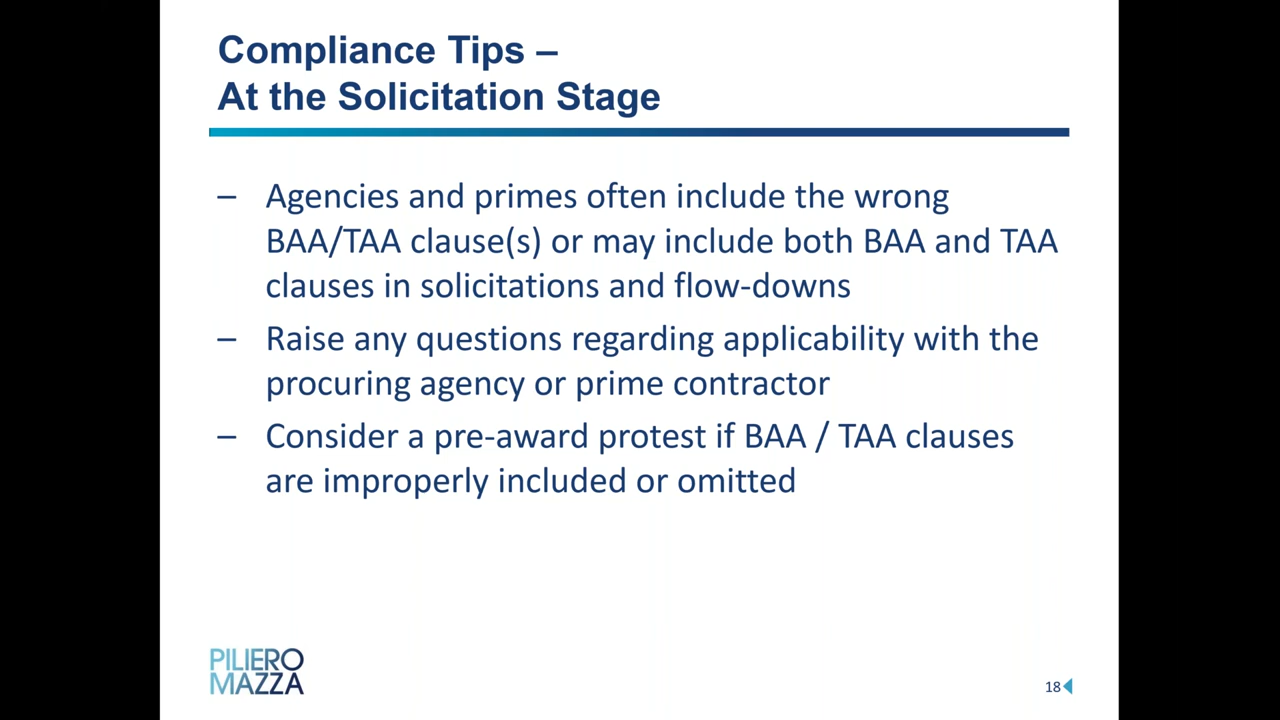 Compliance Tips –
At the Solicitation Stage
– Agencies and primes often include the wrong
BAA/TAA clause(s) or may include both BAA and TAA
clauses in solicitations and flow-downs
– Raise any questions regarding applicability with the
procuring agency or prime contractor
– Consider a pre-award protest if BAA / TAA clauses
are improperly included or omitted
PILIERO
MAZZA
18